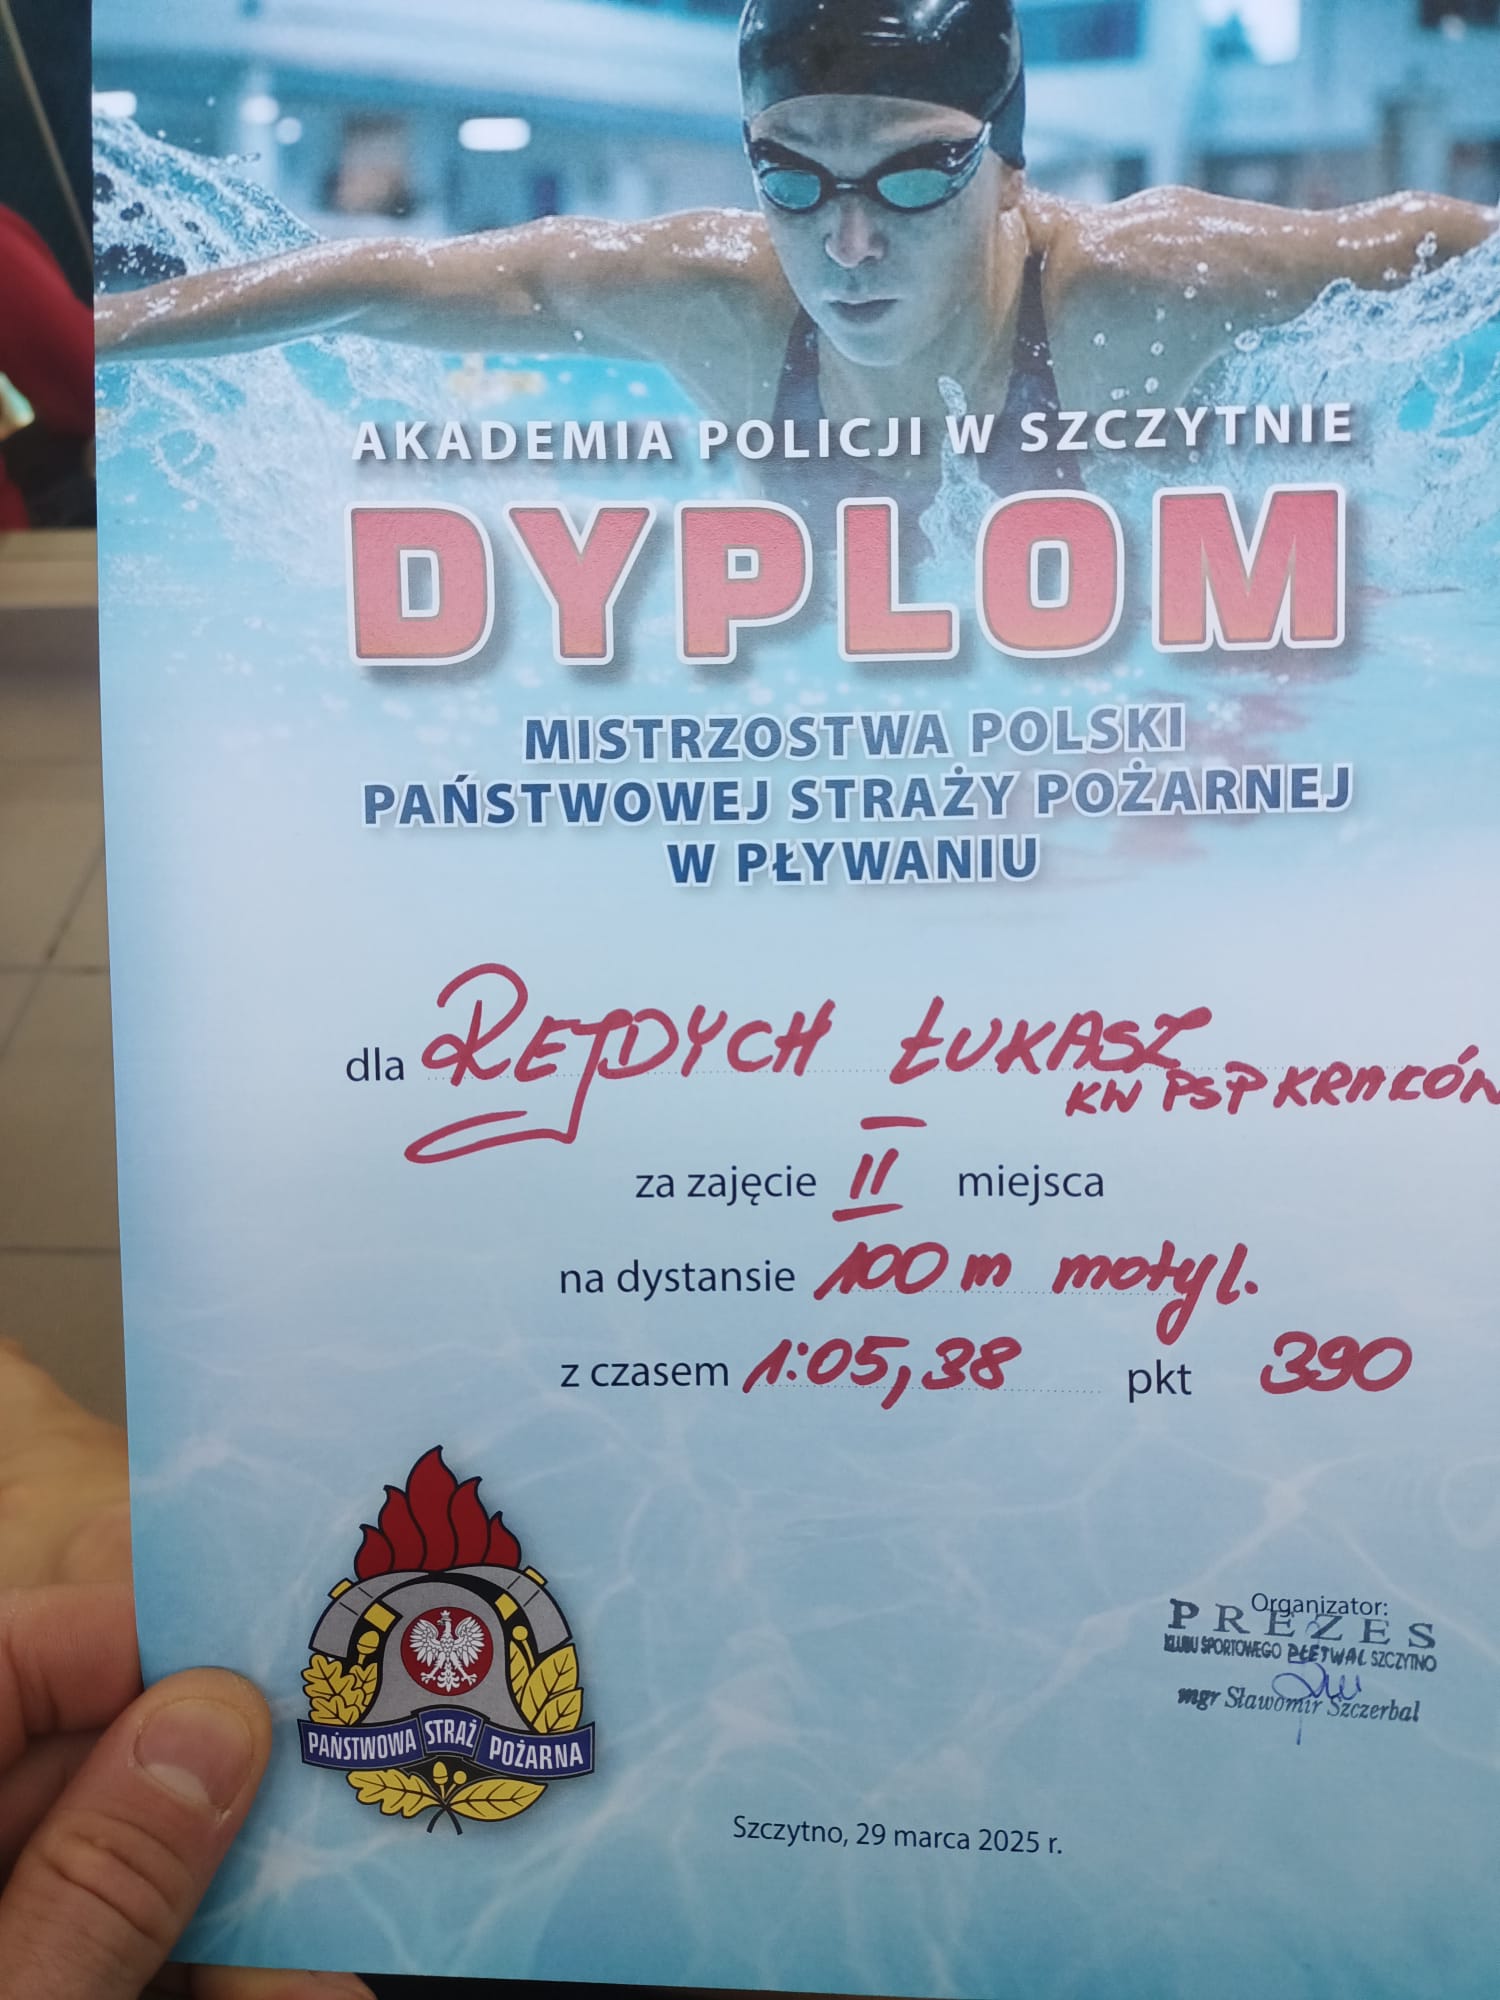 AKADEMIA POLICJI W SZCZYTNIE
DYPLOM
MISTRZOSTWA POLSKI
PAŃSTWOWEJ STRAŻY POŻARNEJ
W PŁYWANIU
dla REJDYCH ŁUKASZ
KW PSP KRAKÓW
za zajęcie II miejsca
na dystansie 100 m motyl.
z czasem 1:05,38 pkt 390
PAŃSTWOWA STRAŻ POŻARNA
Organizator:
PREZES
KLUBU SPORTOWEGO PŁETWAL SZCZYTNO
mgr Sławomir Szczerbal
Szczytno, 29 marca 2025 r.